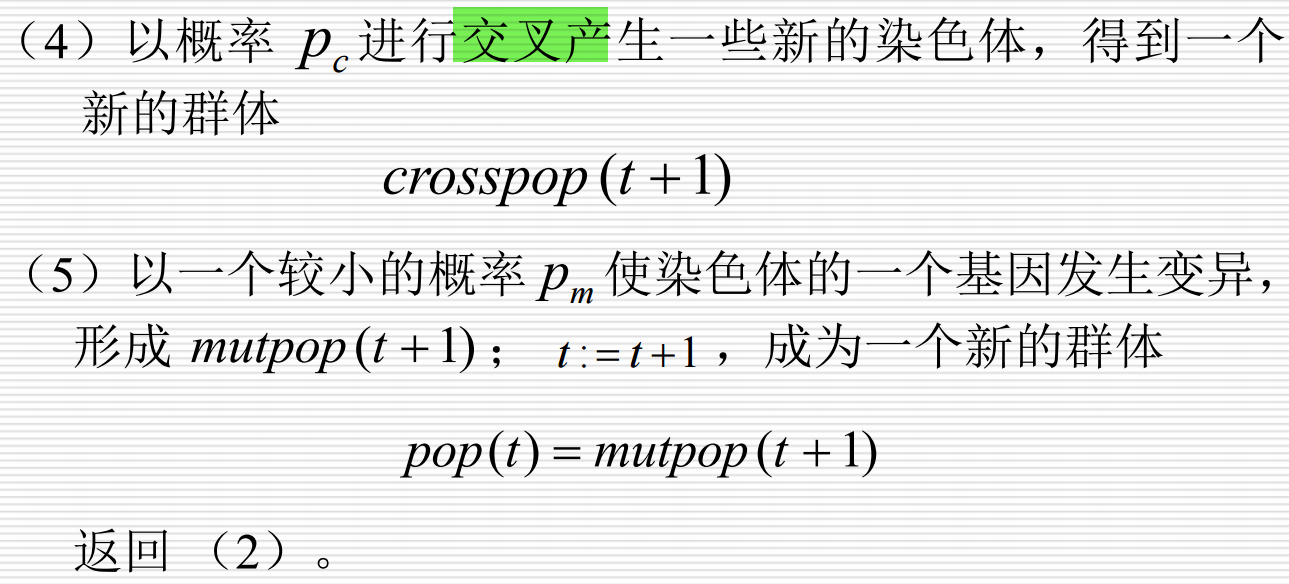 （4）以概率 p_c 进行交叉产生一些新的染色体，得到一个
新的群体
crosspop (t + 1)
（5）以一个较小的概率 p_m 使染色体的一个基因发生变异，
形成 mutpop (t + 1)； t := t + 1 ，成为一个新的群体
pop(t) = mutpop (t + 1)
返回 （2）。